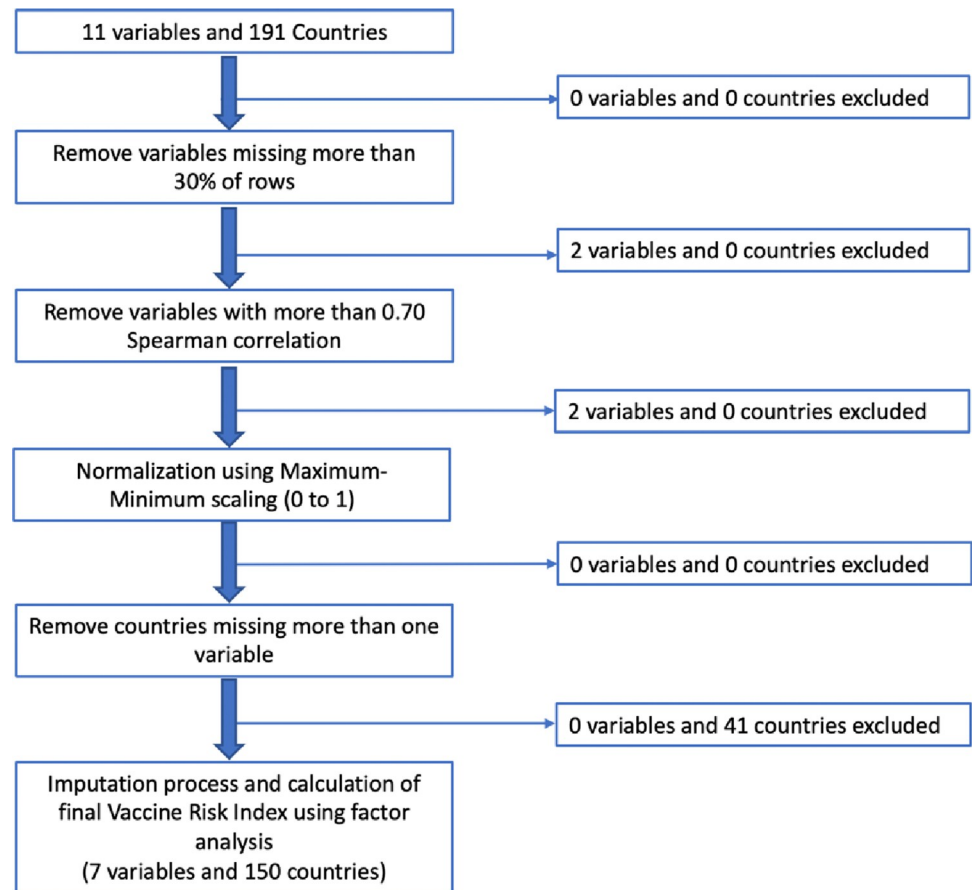 11 variables and 191 Countries
0 variables and 0 countries excluded
Remove variables missing more than
30% of rows
2 variables and 0 countries excluded
Remove variables with more than 0.70
Spearman correlation
2 variables and 0 countries excluded
Normalization using Maximum-
Minimum scaling (0 to 1)
0 variables and 0 countries excluded
Remove countries missing more than one
variable
0 variables and 41 countries excluded
Imputation process and calculation of
final Vaccine Risk Index using factor
analysis
(7 variables and 150 countries)